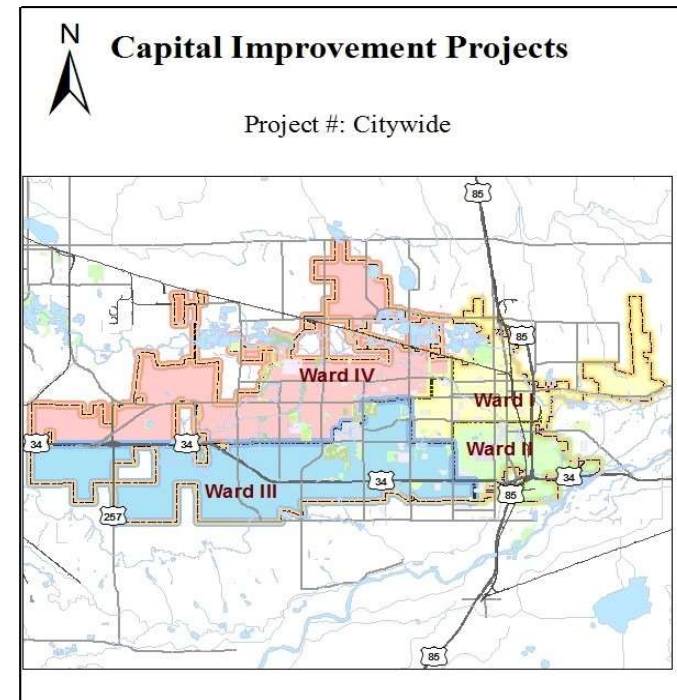 N
Capital Improvement Projects
Project #: Citywide
85
85
Ward IV
Ward I
34
34
Ward II
34
34
Ward III
85
257
85